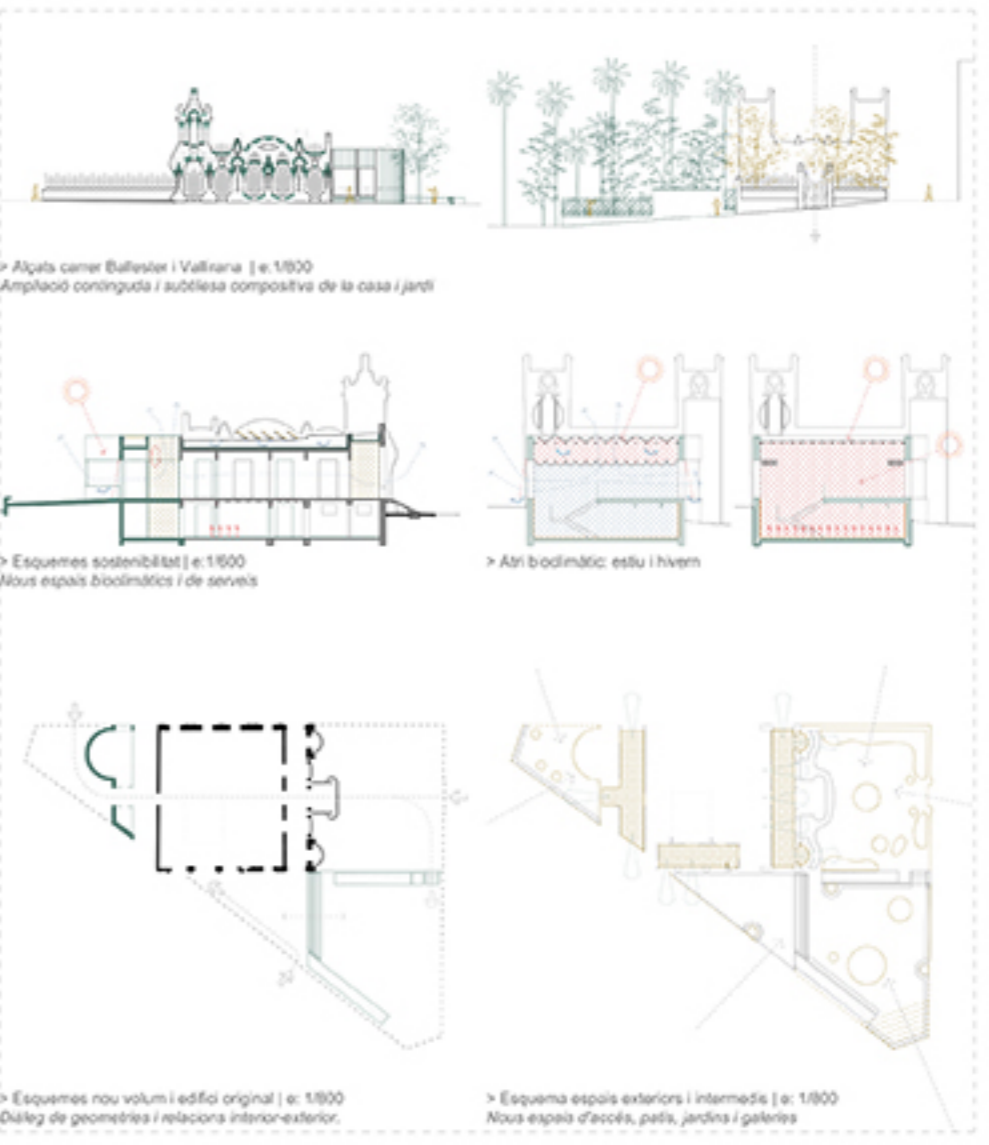 > Alçats carrer Ballester i Vallirana | e:1/800
Ampliació continguda i subtilesa compositiva de la casa i jardí
> Esquemes sostenibilitat | e:1/600
Nous espais bioclimàtics i de serveis
> Atri bioclimàtic: estiu i hivern
> Esquemes nou volum i edifici original | e: 1/800
Diàleg de geometries i relacions interior-exterior.
> Esquema espais exteriors i intermedis | e: 1/800
Nous espais d'accés, patis, jardins i galeries